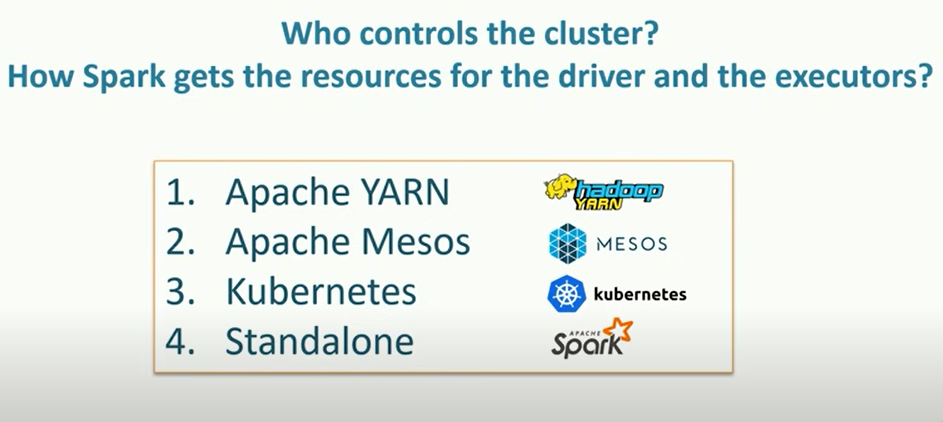 Who controls the cluster?
How Spark gets the resources for the driver and the executors?
1. Apache YARN
hadoop
YARN
2. Apache Mesos
MESOS
3. Kubernetes
kubernetes
4. Standalone
APACHE
Spark